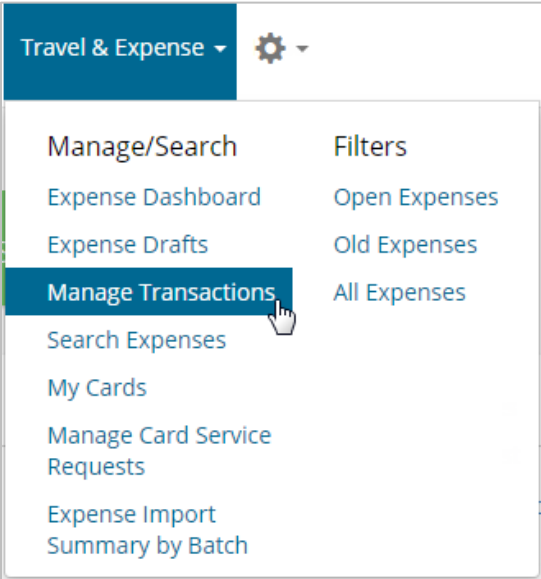 Travel & Expense
Manage/Search
Expense Dashboard
Expense Drafts
Manage Transactions
Search Expenses
My Cards
Manage Card Service
Requests
Expense Import
Summary by Batch
Filters
Open Expenses
Old Expenses
All Expenses